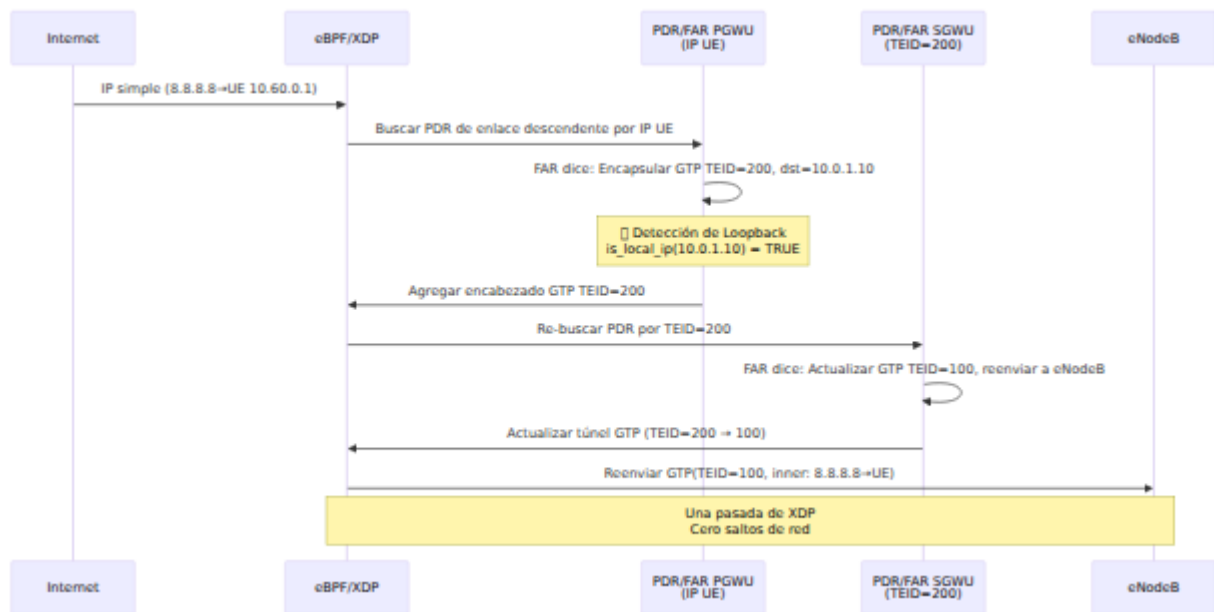 Internet
eBPF/XDP
PDR/FAR PGWU
(IP UE)
PDR/FAR SGWU
(TEID=200)
eNodeB
IP simple (8.8.8.8→UE 10.60.0.1)
Buscar PDR de enlace descendente por IP UE
FAR dice: Encapsular GTP TEID=200, dst=10.0.1.10
Detección de Loopback
is_local_ip(10.0.1.10) = TRUE
Agregar encabezado GTP TEID=200
Re-buscar PDR por TEID=200
FAR dice: Actualizar GTP TEID=100, reenviar a eNodeB
Actualizar túnel GTP (TEID=200 → 100)
Reenviar GTP(TEID=100, inner: 8.8.8.8→UE)
Una pasada de XDP
Cero saltos de red
Internet
eBPF/XDP
PDR/FAR PGWU
(IP UE)
PDR/FAR SGWU
(TEID=200)
eNodeB